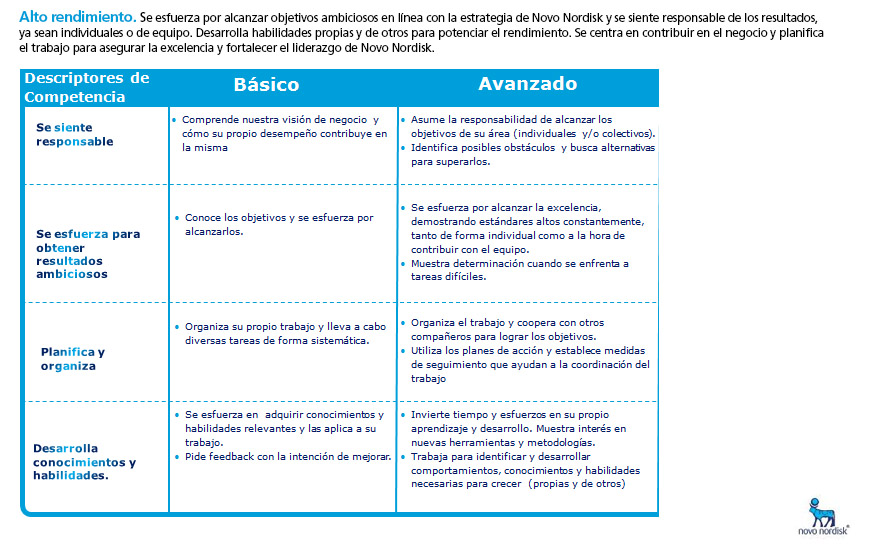 Alto rendimiento. Se esfuerza por alcanzar objetivos ambiciosos en línea con la estrategia de Novo Nordisk y se siente responsable de los resultados,
ya sean individuales o de equipo. Desarrolla habilidades propias y de otros para potenciar el rendimiento. Se centra en contribuir en el negocio y planifica
el trabajo para asegurar la excelencia y fortalecer el liderazgo de Novo Nordisk.
Descriptores de
Competencia
Básico
Avanzado
Se siente
responsable
• Comprende nuestra visión de negocio y
cómo su propio desempeño contribuye en
la misma
• Asume la responsabilidad de alcanzar los
objetivos de su área (individuales y/o colectivos).
• Identifica posibles obstáculos y busca alternativas
para superarlos.
Se esfuerza para
obtener
resultados
ambiciosos
• Conoce los objetivos y se esfuerza por
alcanzarlos.
• Se esfuerza por alcanzar la excelencia,
demostrando estándares altos constantemente,
tanto de forma individual como a la hora de
contribuir con el equipo.
• Muestra determinación cuando se enfrenta a
tareas difíciles.
Planifica y
organiza
• Organiza su propio trabajo y lleva a cabo
diversas tareas de forma sistemática.
• Organiza el trabajo y coopera con otros
compañeros para lograr los objetivos.
• Utiliza los planes de acción y establece medidas
de seguimiento que ayudan a la coordinación del
trabajo
Desarrolla
conocimientos y
habilidades.
• Se esfuerza en adquirir conocimientos y
habilidades relevantes y las aplica a su
trabajo.
• Pide feedback con la intención de mejorar.
• Invierte tiempo y esfuerzos en su propio
aprendizaje y desarrollo. Muestra interés en
nuevas herramientas y metodologías.
• Trabaja para identificar y desarrollar
comportamientos, conocimientos y habilidades
necesarias para crecer (propias y de otros)
novo nordisk®